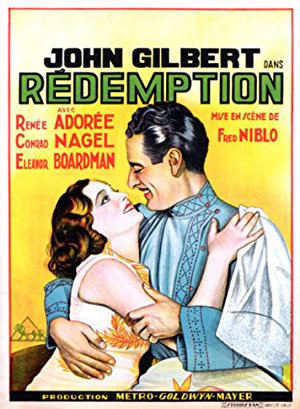 JOHN GILBERT DANS
RÉDEMPTION
AVEC
RENÉE ADORÉE
CONRAD NAGEL
ELEANOR BOARDMAN
MISE EN SCÈNE DE
FRED NIBLO
PRODUCTION METRO-GOLDWYN-MAYER